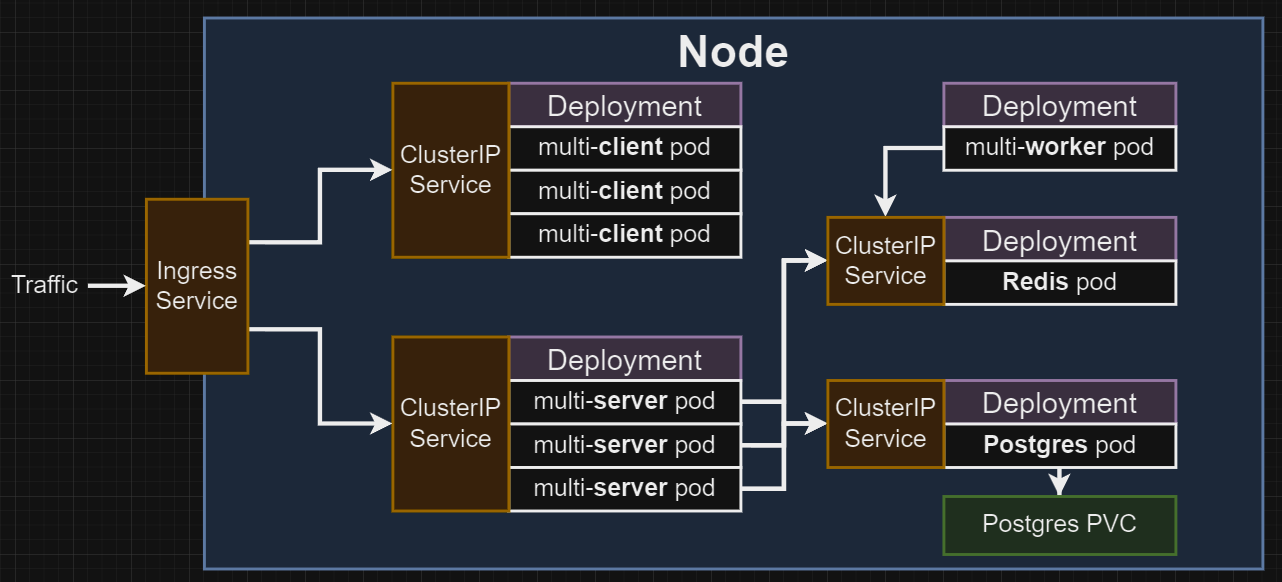 Node
Traffic
Ingress
Service
ClusterIP
Service
Deployment
multi-client pod
multi-client pod
multi-client pod
ClusterIP
Service
Deployment
multi-server pod
multi-server pod
multi-server pod
Deployment
multi-worker pod
ClusterIP
Service
Deployment
Redis pod
ClusterIP
Service
Deployment
Postgres pod
Postgres PVC